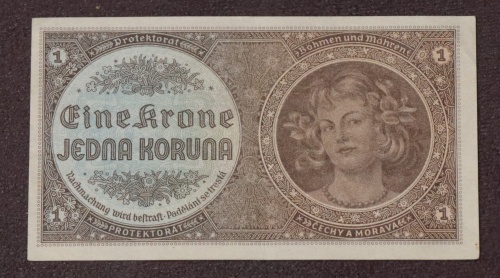 1 Protektorat Böhmen und Mähren 1
Eine Krone
JEDNA KORUNA
Nachmachung wird bestraft · Padělání se trestá
1 PROTEKTORÁT ČECHY A MORAVA 1